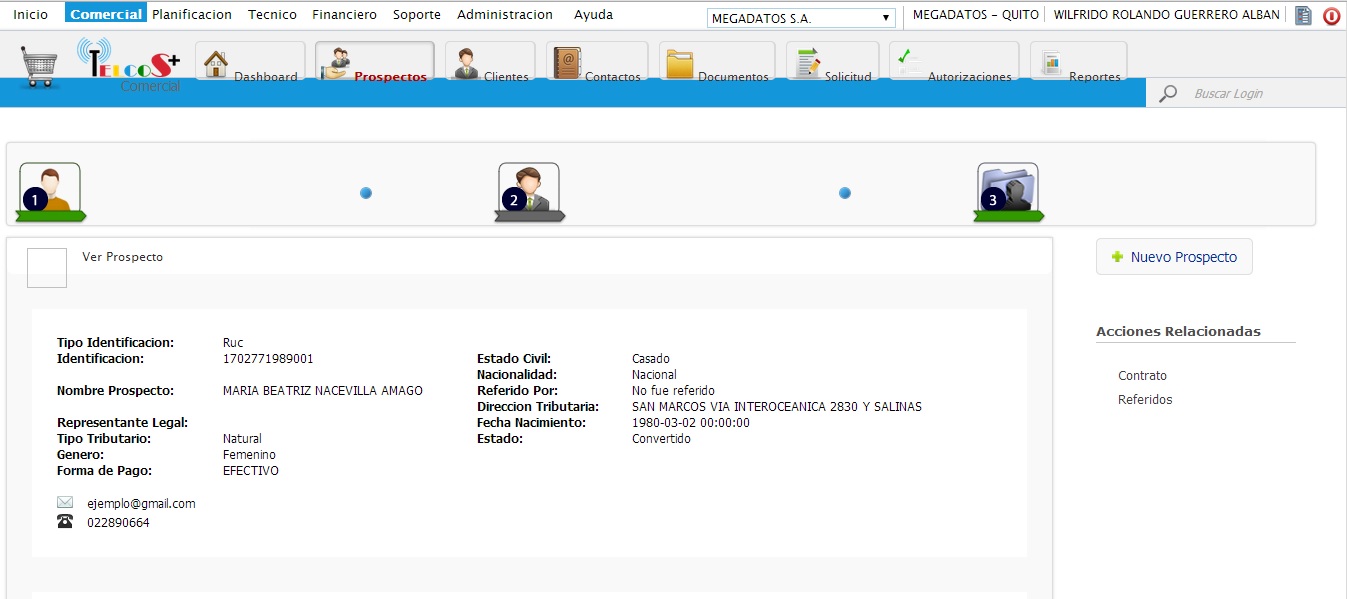 Inicio Comercial Planificacion Tecnico Financiero Soporte Administracion Ayuda MEGADATOS S.A. MEGADATOS - QUITO WILFRIDO ROLANDO GUERRERO ALBAN
TELCOS+ Comercial Dashboard Prospectos Clientes Contactos Documentos Solicitud Autorizaciones Reportes
Buscar Login
1 2 3
Ver Prospecto
Nuevo Prospecto
Acciones Relacionadas
Contrato
Referidos
Tipo Identificacion: Ruc
Identificacion: 1702771989001 Estado Civil: Casado
Nacionalidad: Nacional
Nombre Prospecto: MARIA BEATRIZ NACEVILLA AMAGO Referido Por: No fue referido
Direccion Tributaria: SAN MARCOS VIA INTEROCEANICA 2830 Y SALINAS
Representante Legal: Fecha Nacimiento: 1980-03-02 00:00:00
Tipo Tributario: Natural Estado: Convertido
Genero: Femenino
Forma de Pago: EFECTIVO
ejemplo@gmail.com
022890664